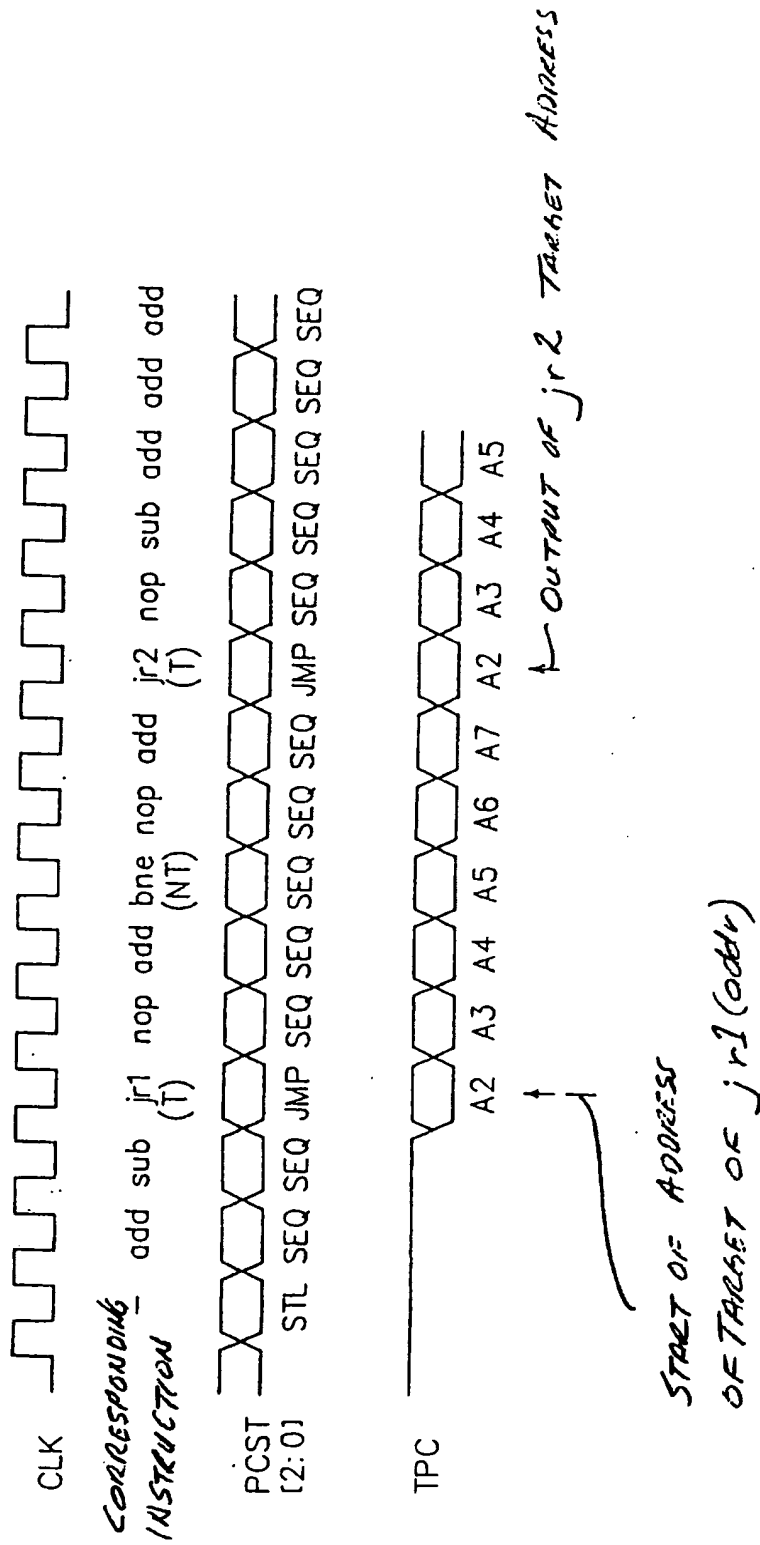 CLK
CORRESPONDING
INSTRUCTION
– add sub jr1 nop add bne nop add jr2 nop sub add add add
(T) (NT) (T)
PCST
[2:0]
STL SEQ SEQ JMP SEQ SEQ SEQ SEQ SEQ JMP SEQ SEQ SEQ SEQ SEQ
TPC
A2 A3 A4 A5 A6 A7 A2 A3 A4 A5
START OF ADDRESS
OF TARGET OF jr1 (addr)
OUTPUT OF jr2 TARGET ADDRESS